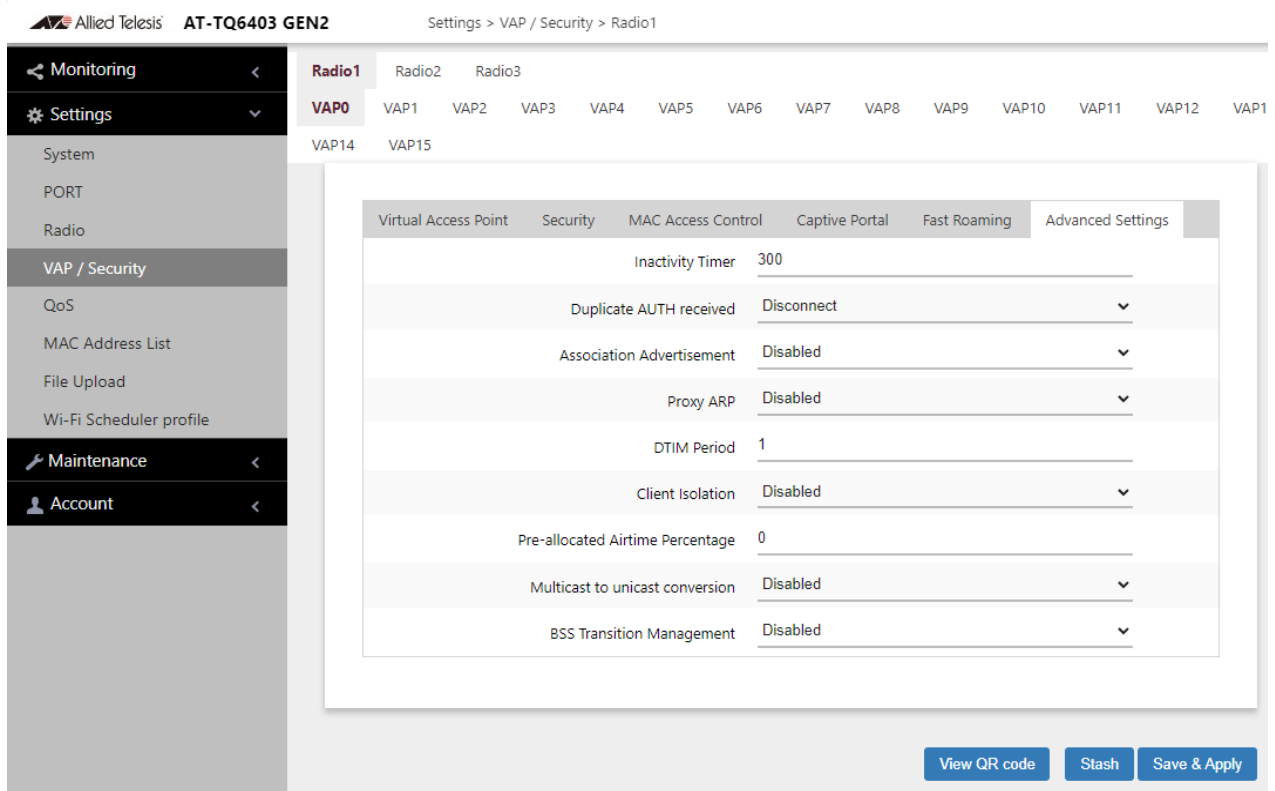 Allied Telesis AT-TQ6403 GEN2 Settings > VAP / Security > Radio1
Monitoring
Settings
System
PORT
Radio
VAP / Security
QoS
MAC Address List
File Upload
Wi-Fi Scheduler profile
Maintenance
Account
Radio1 Radio2 Radio3
VAP0 VAP1 VAP2 VAP3 VAP4 VAP5 VAP6 VAP7 VAP8 VAP9 VAP10 VAP11 VAP12 VAP1
VAP14 VAP15
Virtual Access Point Security MAC Access Control Captive Portal Fast Roaming Advanced Settings
Inactivity Timer 300
Duplicate AUTH received Disconnect
Association Advertisement Disabled
Proxy ARP Disabled
DTIM Period 1
Client Isolation Disabled
Pre-allocated Airtime Percentage 0
Multicast to unicast conversion Disabled
BSS Transition Management Disabled
View QR code Stash Save & Apply